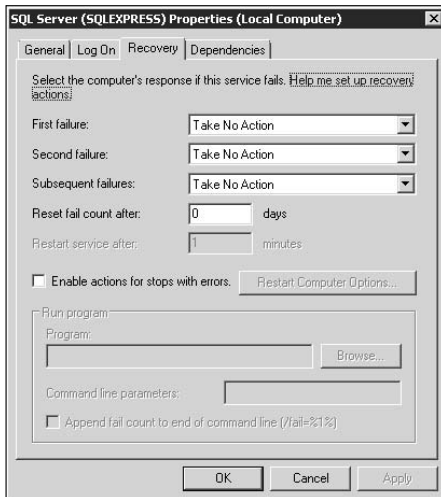 SQL Server (SQLEXPRESS) Properties (Local Computer)
General Log On Recovery Dependencies
Select the computer's response if this service fails. Help me set up recovery
actions.
First failure: Take No Action
Second failure: Take No Action
Subsequent failures: Take No Action
Reset fail count after: 0 days
Restart service after: 1 minutes
Enable actions for stops with errors. Restart Computer Options...
Run program
Program:
Browse...
Command line parameters:
Append fail count to end of command line (/fail=%1%)
OK Cancel Apply